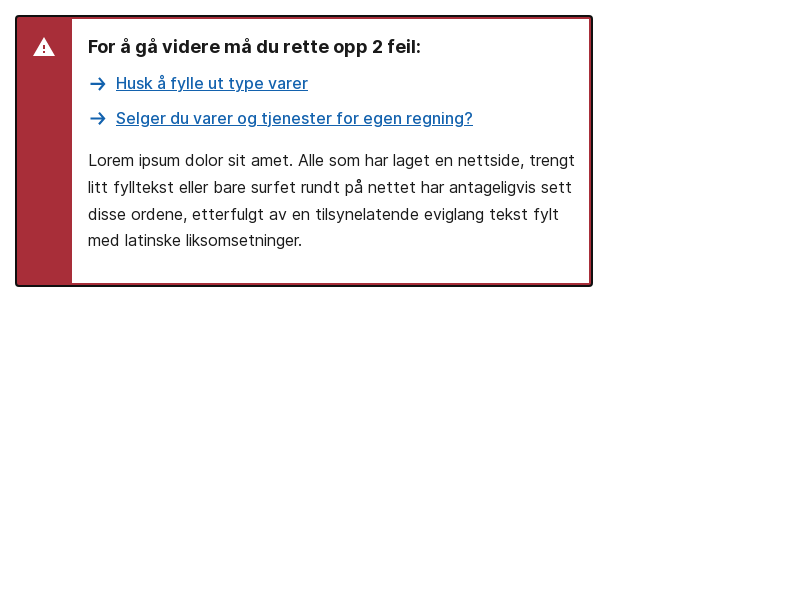 For å gå videre må du rette opp 2 feil:
Husk å fylle ut type varer
Selger du varer og tjenester for egen regning?
Lorem ipsum dolor sit amet. Alle som har laget en nettside, trengt
litt fylltekst eller bare surfet rundt på nettet har antageligvis sett
disse ordene, etterfulgt av en tilsynelatende eviglang tekst fylt
med latinske liksomsetninger.